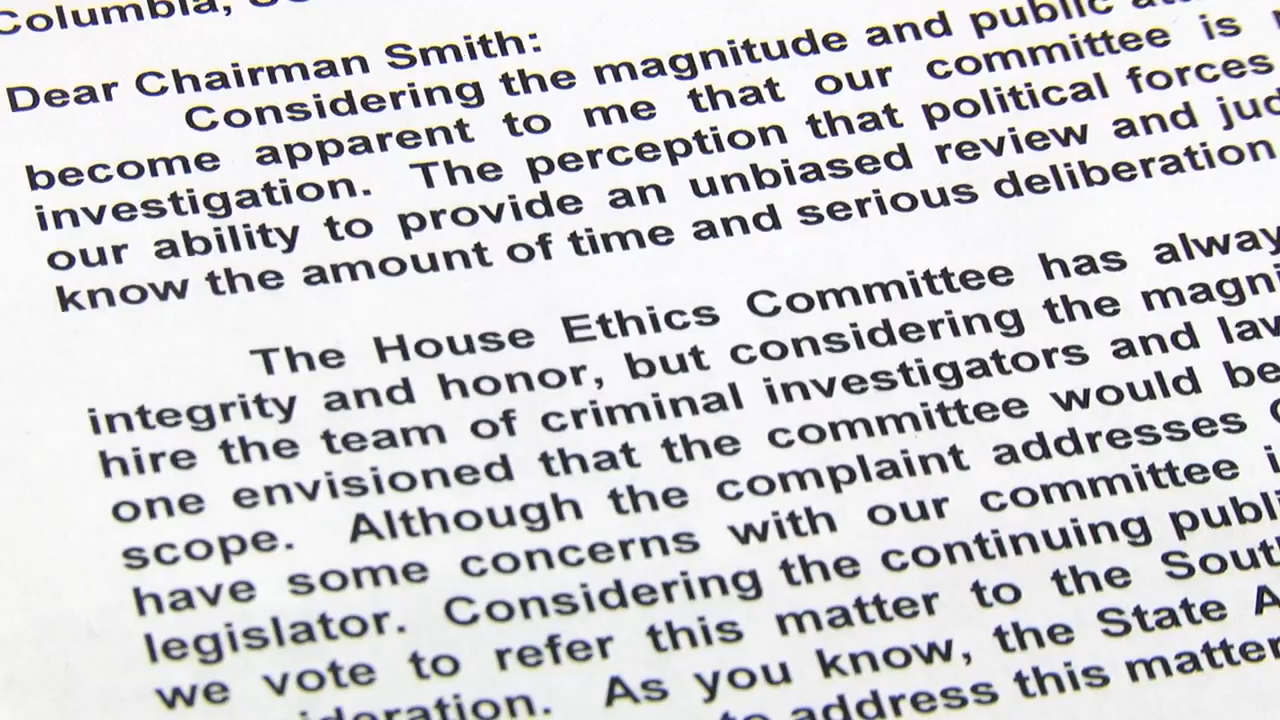 Columbia,
Dear Chairman Smith:
Considering the magnitude and public
become apparent to me that our committee is
investigation. The perception that political forces
our ability to provide an unbiased review and
know the amount of time and serious deliberation
The House Ethics Committee has
integrity and honor, but considering the
hire the team of criminal investigators and
one envisioned that the committee would be
scope. Although the complaint addresses
have some concerns with our committee
legislator. Considering the continuing
we vote to refer this matter to the
As you know, the State
to address this matter